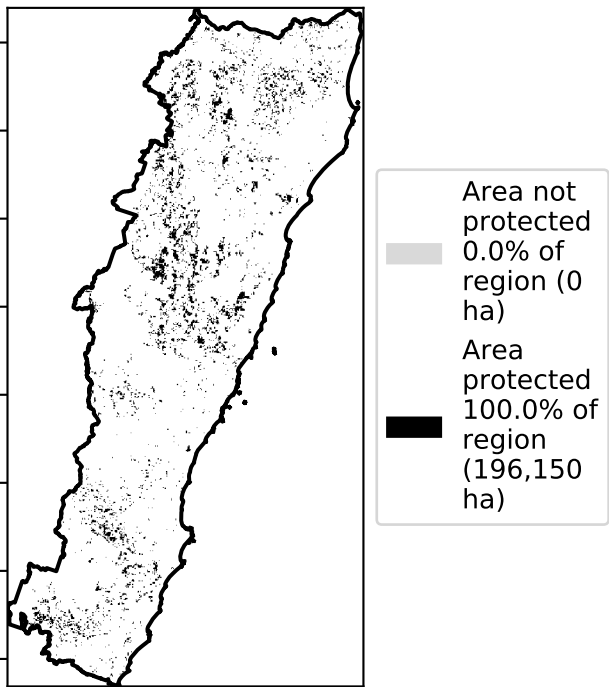 Area not
protected
0.0% of
region (0
ha)
Area
protected
100.0% of
region
(196,150
ha)